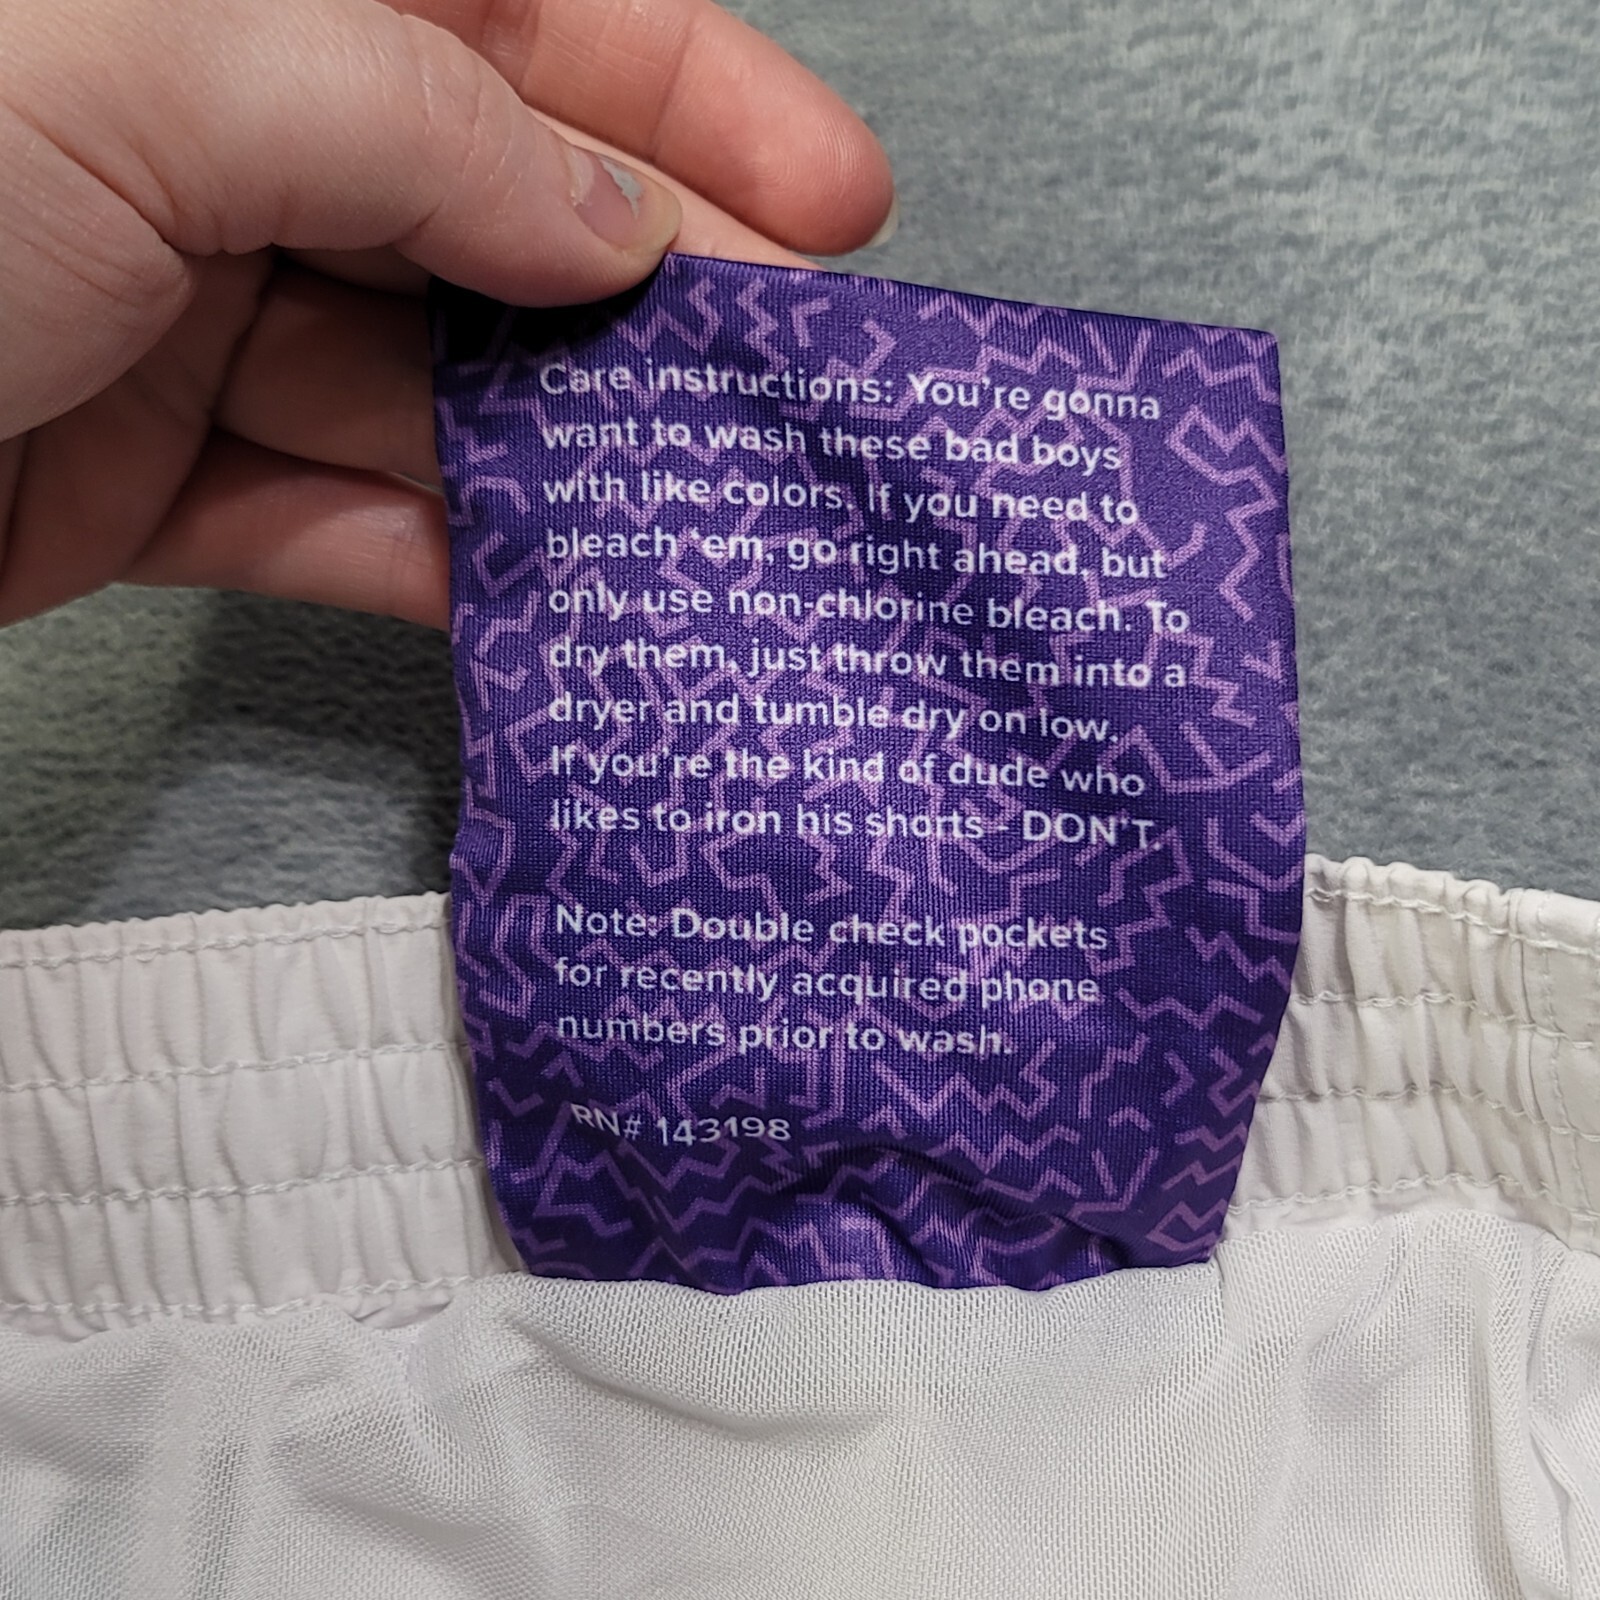 Care instructions: You're gonna
want to wash these bad boys
with like colors. If you need to
bleach ‘em, go right ahead, but
only use non-chlorine bleach. To
dry them, just throw them into a
dryer and tumble dry on low.
If you're the kind of dude who
likes to iron his shorts - DON'T.
Note: Double check pockets
for recently acquired phone
numbers prior to wash.
RN# 143198